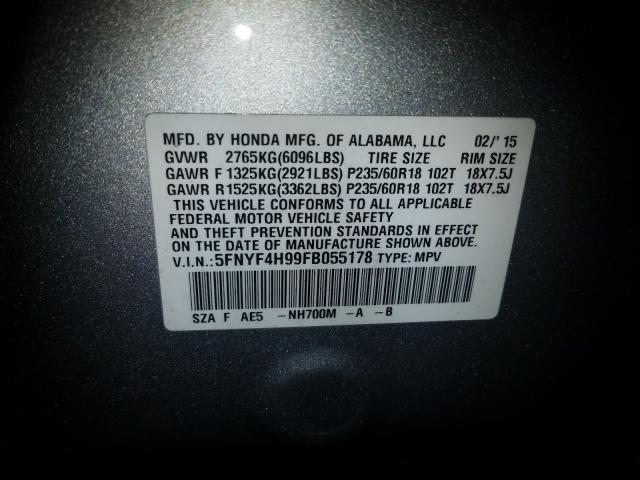 MFD. BY HONDA MFG. OF ALABAMA, LLC 02/'15
GVWR 2765KG(6096LBS) TIRE SIZE RIM SIZE
GAWR F 1325KG(2921LBS) P235/60R18 102T 18X7.5J
GAWR R1525KG(3362LBS) P235/60R18 102T 18X7.5J
THIS VEHICLE CONFORMS TO ALL APPLICABLE
FEDERAL MOTOR VEHICLE SAFETY
AND THEFT PREVENTION STANDARDS IN EFFECT
ON THE DATE OF MANUFACTURE SHOWN ABOVE.
V.I.N.:5FNYF4H99FB055178 TYPE: MPV
SZA F AE5 -NH700M -A -B